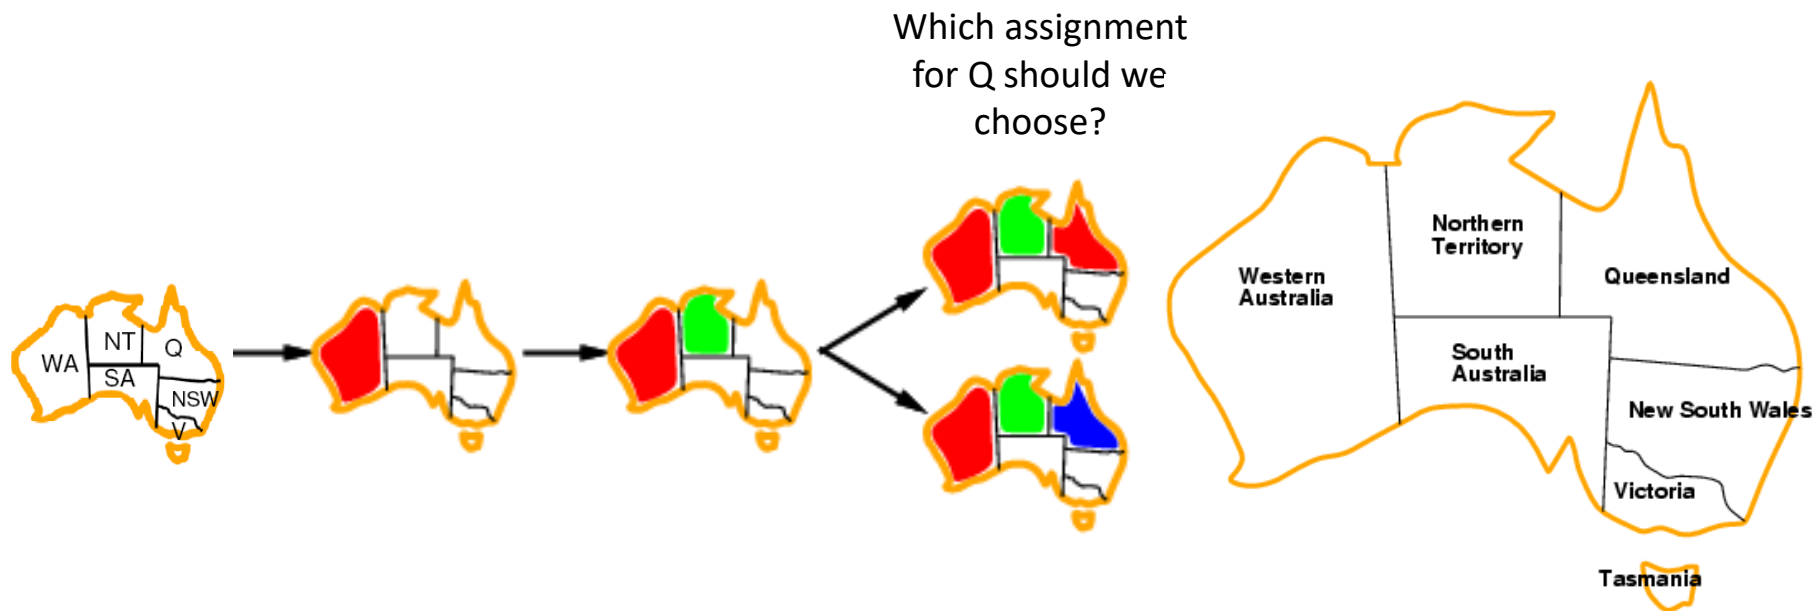 Which assignment
for Q should we
choose?
WA
NT
Q
SA
NSW
V
Northern
Territory
Western
Australia
Queensland
South
Australia
New South Wales
Victoria
Tasmania